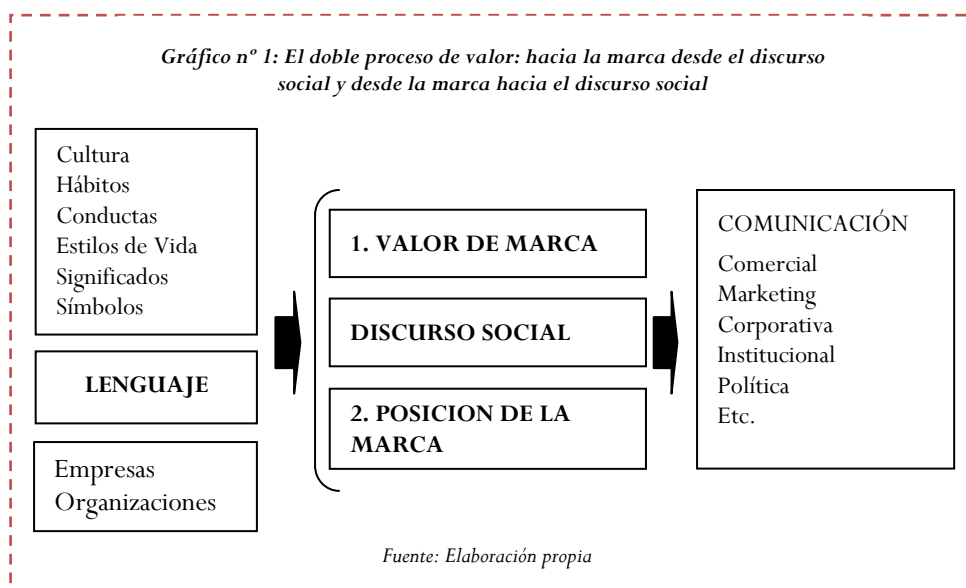 Gráfico nº 1: El doble proceso de valor: hacia la marca desde el discurso
social y desde la marca hacia el discurso social
Cultura
Hábitos
Conductas
Estilos de Vida
Significados
Símbolos
LENGUAJE
Empresas
Organizaciones
1. VALOR DE MARCA
DISCURSO SOCIAL
2. POSICION DE LA
MARCA
COMUNICACIÓN
Comercial
Marketing
Corporativa
Institucional
Política
Etc.
Fuente: Elaboración propia